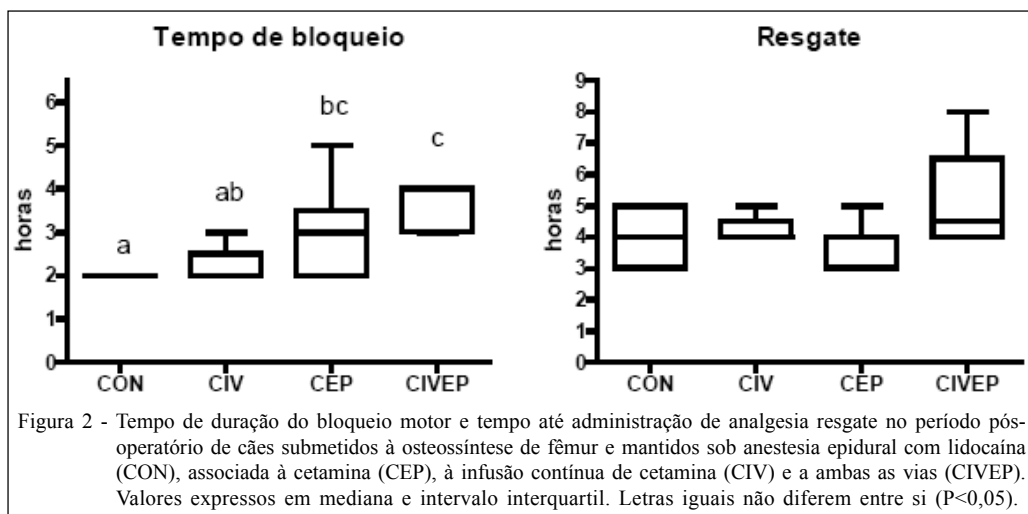 Tempo de bloqueio
Resgate
horas
6
5
4
3
2
1
0
a
ab
bc
c
CON CIV CEP CIVEP
horas
9
8
7
6
5
4
3
2
1
0
CON CIV CEP CIVEP
Figura 2 - Tempo de duração do bloqueio motor e tempo até administração de analgesia resgate no período pós-
operatório de cães submetidos à osteossíntese de fêmur e mantidos sob anestesia epidural com lidocaína
(CON), associada à cetamina (CEP), à infusão contínua de cetamina (CIV) e a ambas as vias (CIVEP).
Valores expressos em mediana e intervalo interquartil. Letras iguais não diferem entre si (P<0,05).